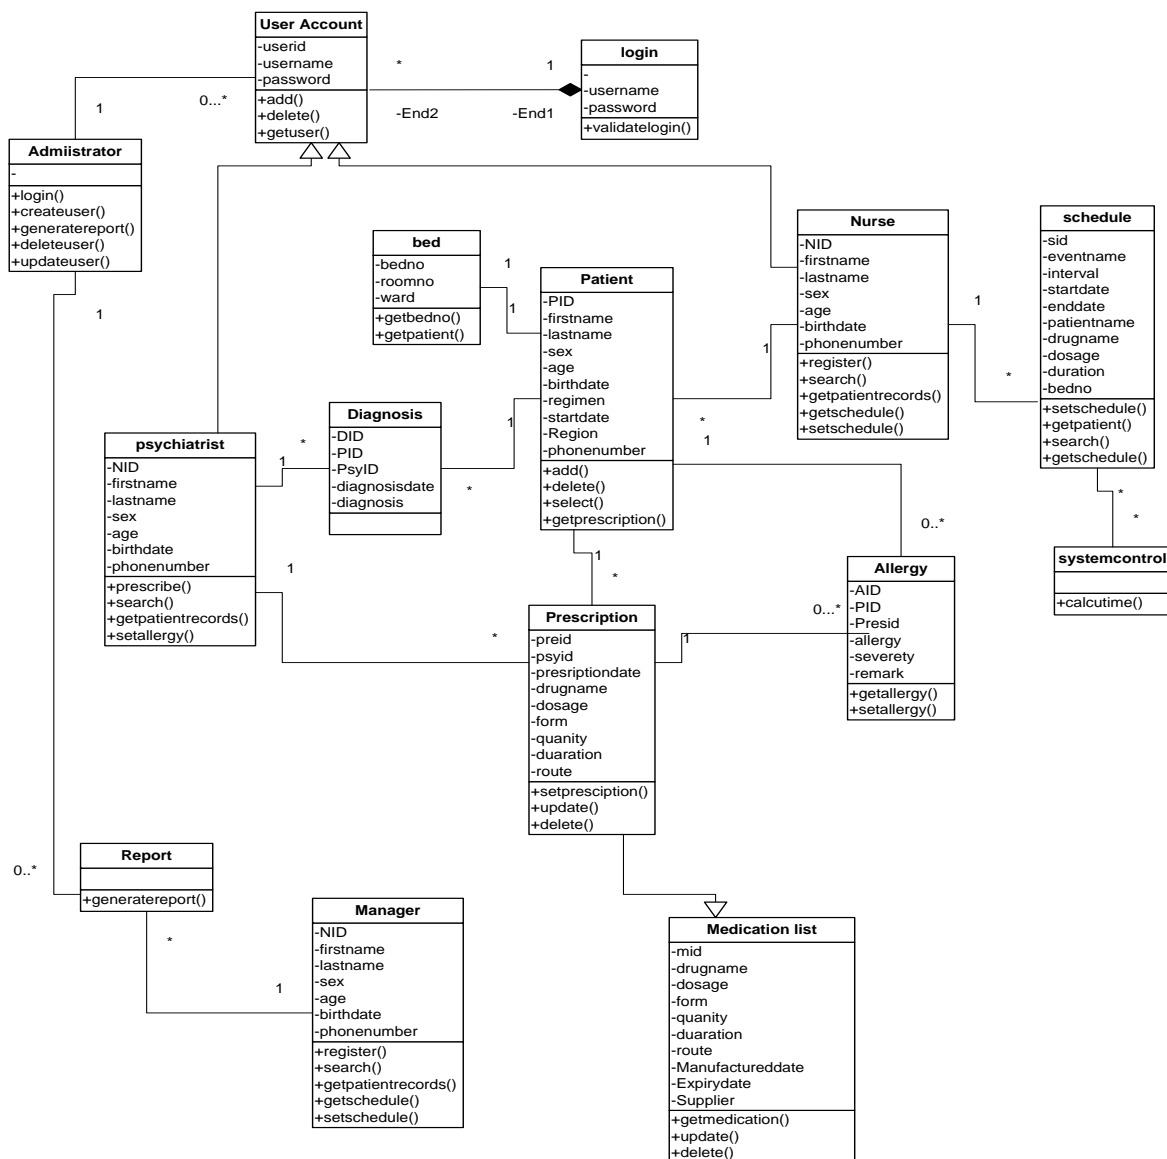 User Account
-userid
-username
-password
+add()
+delete()
+getuser()
*
1
-End2
-End1
login
-
-username
-password
+validatelogin()
1
0...*
Admiistrator
-
+login()
+createuser()
+generatereport()
+deleteuser()
+updateuser()
1
bed
-bedno
-roomno
-ward
+getbedno()
+getpatient()
1
1
Patient
-PID
-firstname
-lastname
-sex
-age
-birthdate
-regimen
-startdate
-Region
-phonenumber
+add()
+delete()
+select()
+getprescription()
Nurse
-NID
-firstname
-lastname
-sex
-age
-birthdate
-phonenumber
+register()
+search()
+getpatientrecords()
+getschedule()
+setschedule()
1
*
1
*
schedule
-sid
-eventname
-interval
-startdate
-enddate
-patientname
-drugname
-dosage
-duration
-bedno
+setschedule()
+getpatient()
+search()
+getschedule()
*
*
systemcontrol
+calcutime()
psychiatrist
-NID
-firstname
-lastname
-sex
-age
-birthdate
-phonenumber
+prescribe()
+search()
+getpatientrecords()
+setallergy()
*
1
Diagnosis
-DID
-PID
-PsyID
-diagnosisdate
-diagnosis
1
*
1
0..*
Allergy
-AID
-PID
-Presid
-allergy
-severety
-remark
+getallergy()
+setallergy()
0...*
1
1
*
1
*
Prescription
-preid
-psyid
-presriptiondate
-drugname
-dosage
-form
-quanity
-duaration
-route
+setpresciption()
+update()
+delete()
0..*
Report
+generatereport()
*
1
Manager
-NID
-firstname
-lastname
-sex
-age
-birthdate
-phonenumber
+register()
+search()
+getpatientrecords()
+getschedule()
+setschedule()
Medication list
-mid
-drugname
-dosage
-form
-quanity
-duaration
-route
-Manufactureddate
-Expirydate
-Supplier
+getmedication()
+update()
+delete()